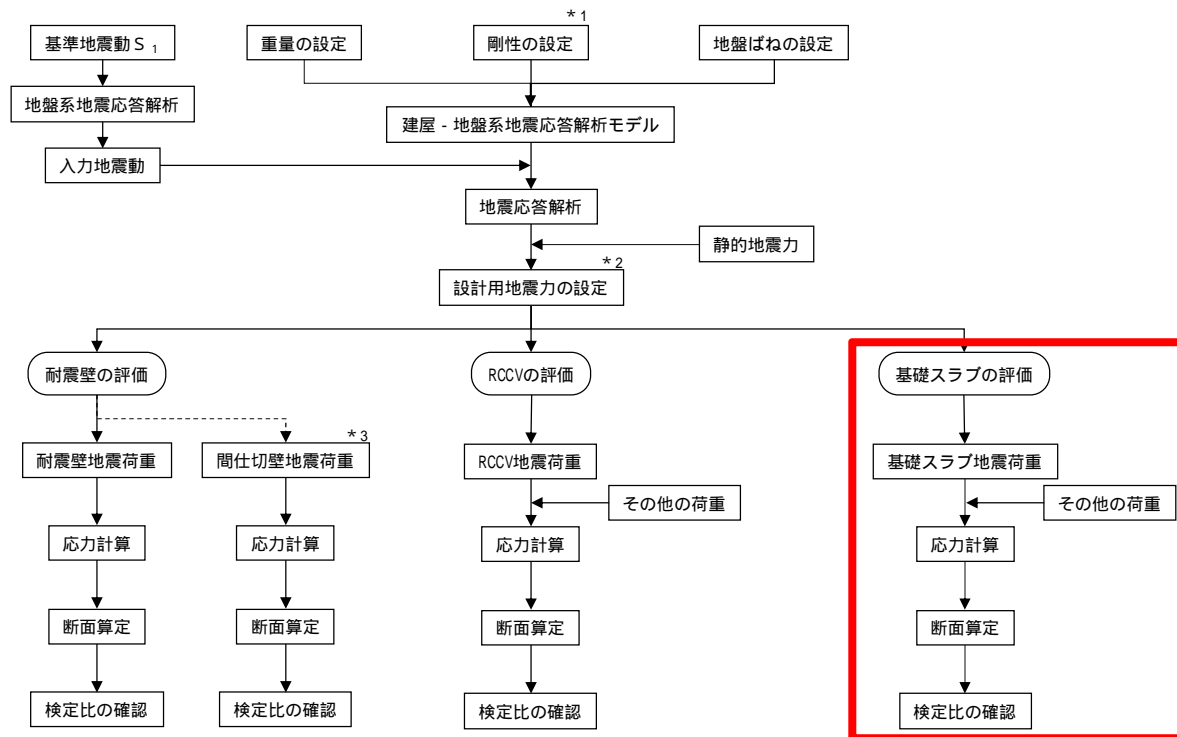 *1
基準地震動S₁
重量の設定
剛性の設定
地盤ばねの設定
地盤系地震応答解析
建屋 - 地盤系地震応答解析モデル
入力地震動
地震応答解析
静的地震力
*2
設計用地震力の設定
耐震壁の評価
RCCVの評価
基礎スラブの評価
*3
耐震壁地震荷重
間仕切壁地震荷重
RCCV地震荷重
基礎スラブ地震荷重
その他の荷重
その他の荷重
応力計算
応力計算
応力計算
応力計算
断面算定
断面算定
断面算定
断面算定
検定比の確認
検定比の確認
検定比の確認
検定比の確認